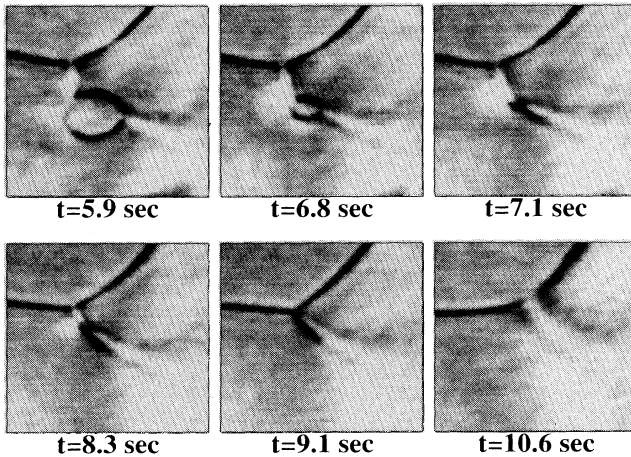 t=5.9 sec
t=6.8 sec
t=7.1 sec
t=8.3 sec
t=9.1 sec
t=10.6 sec